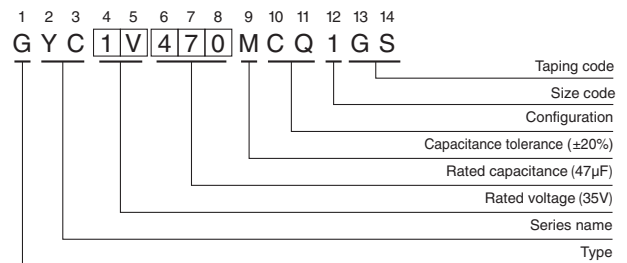 1 2 3 4 5 6 7 8 9 10 11 12 13 14
G Y C 1 V 4 7 0 M C Q 1 G S
Taping code
Size code
Configuration
Capacitance tolerance (±20%)
Rated capacitance (47µF)
Rated voltage (35V)
Series name
Type